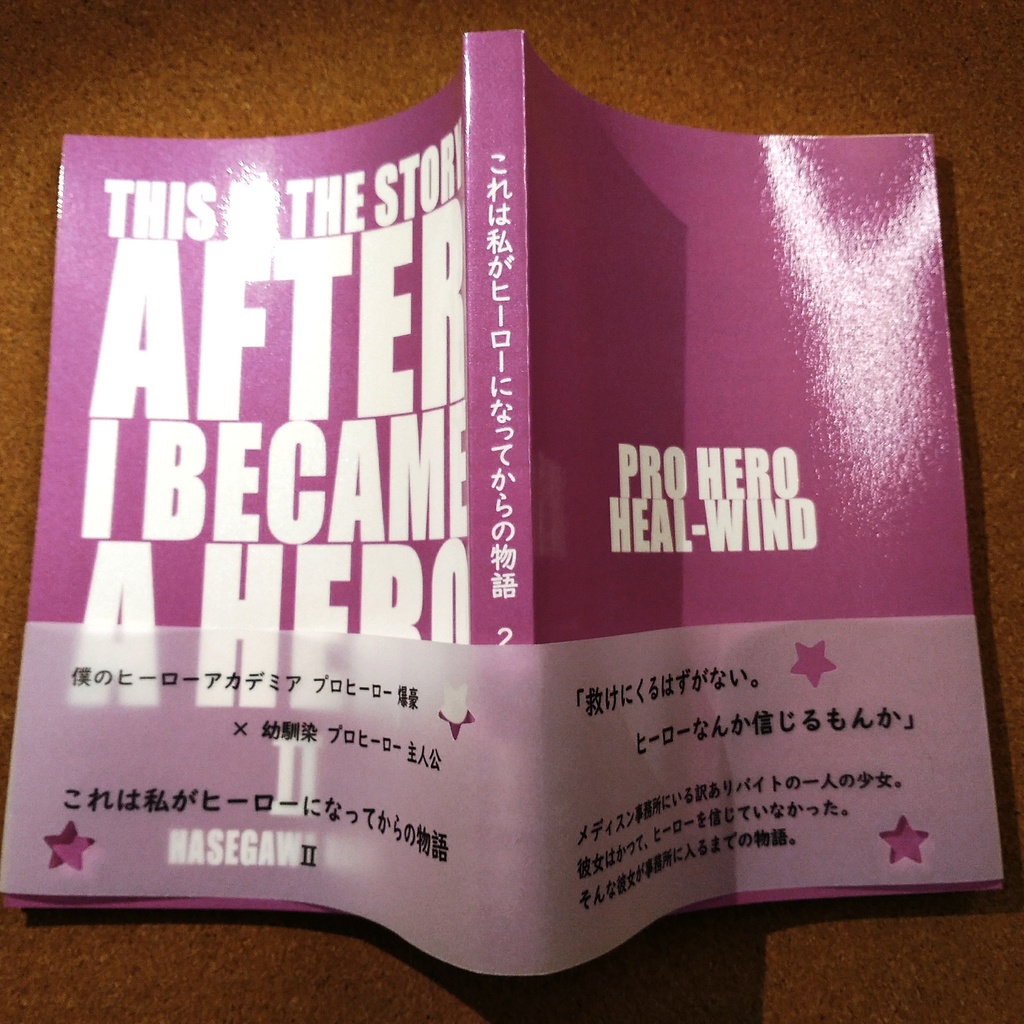 THIS THE STORY
AFTER
I BECAME
A HERO
II
HASEGAWA
僕のヒーローアカデミア プロヒーロー 爆豪
× 幼馴染 プロヒーロー 主人公
これは私がヒーローになってからの物語
II
これは私がヒーローになってからの物語 2
PRO HERO
HEAL-WIND
「救けにくるはずがない。
ヒーローなんか信じるもんか」
メディスン事務所にいる訳ありバイトの一人の少女。
彼女はかつて、ヒーローを信じていなかった。
そんな彼女が事務所に入るまでの物語。